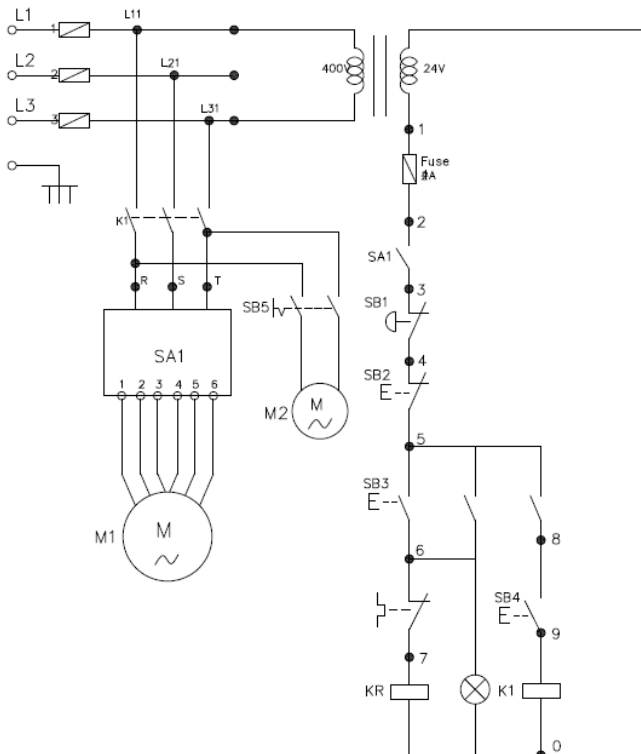 L1
1
L11
L2
2
L21
400V
24V
L3
3
L31
1
Fuse
2
K1
SA1
R
S
T
3
SB5
SB1
SA1
4
1 2 3 4 5 6
SB2
M2
M
5
SB3
M1
M
8
6
SB4
9
7
KR
K1
0